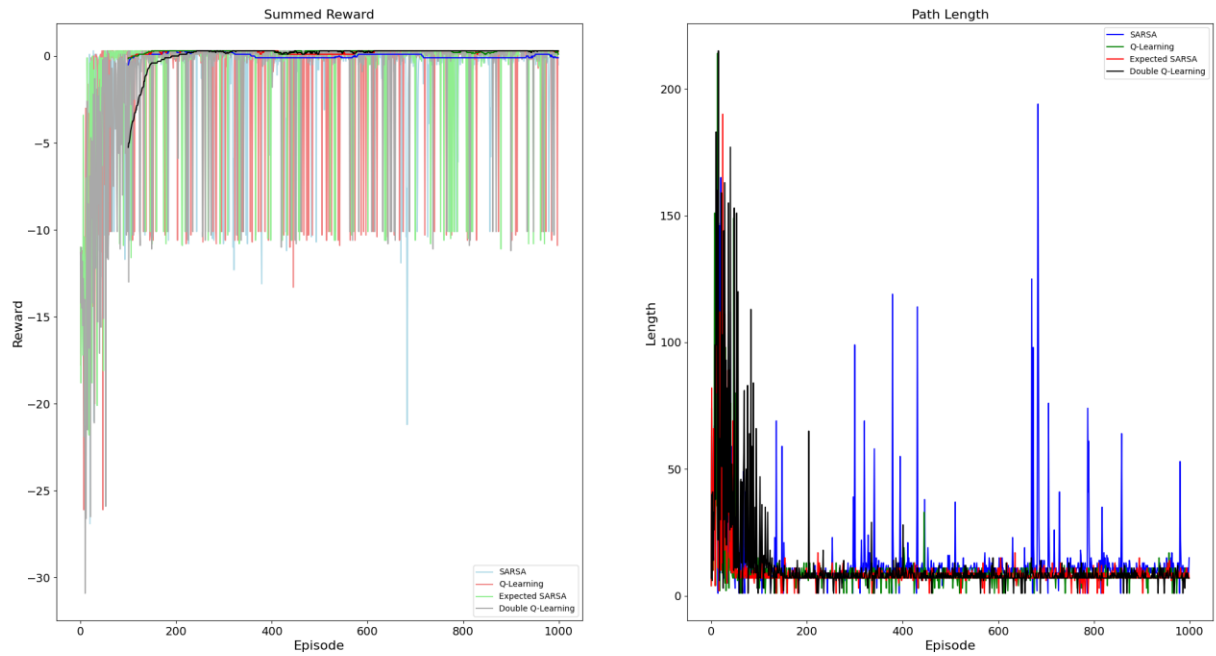 Summed Reward
0
−5
−10
−15
−20
−25
−30
Reward
0
200
400
600
800
1000
Episode
SARSA
Q-Learning
Expected SARSA
Double Q-Learning
Path Length
200
150
100
50
0
Length
0
200
400
600
800
1000
Episode
SARSA
Q-Learning
Expected SARSA
Double Q-Learning